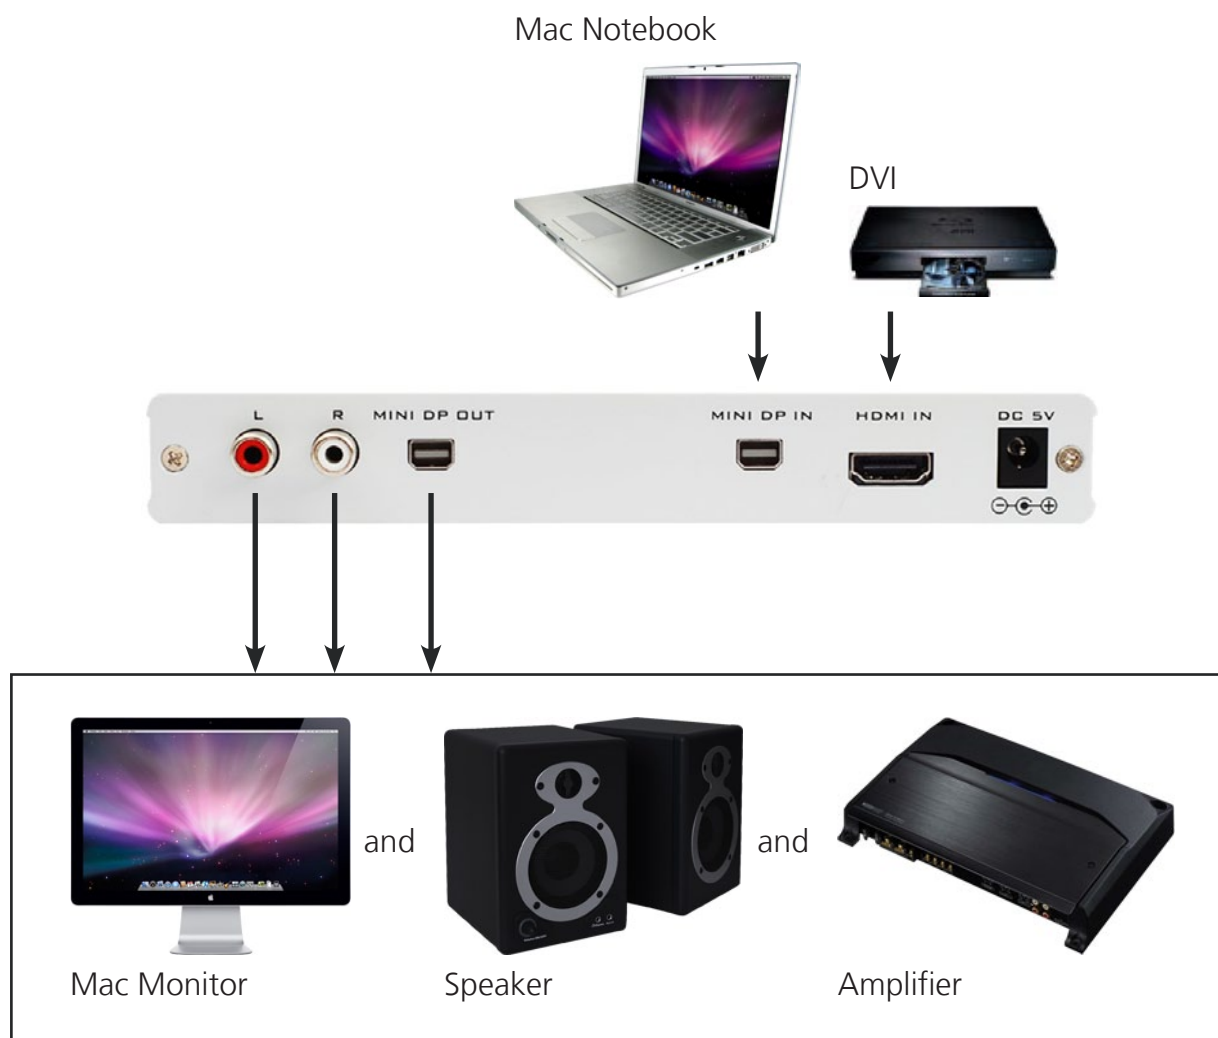 Mac Notebook
DVI
L
R
MINI DP OUT
MINI DP IN
HDMI IN
DC 5V
and
and
Mac Monitor
Speaker
Amplifier